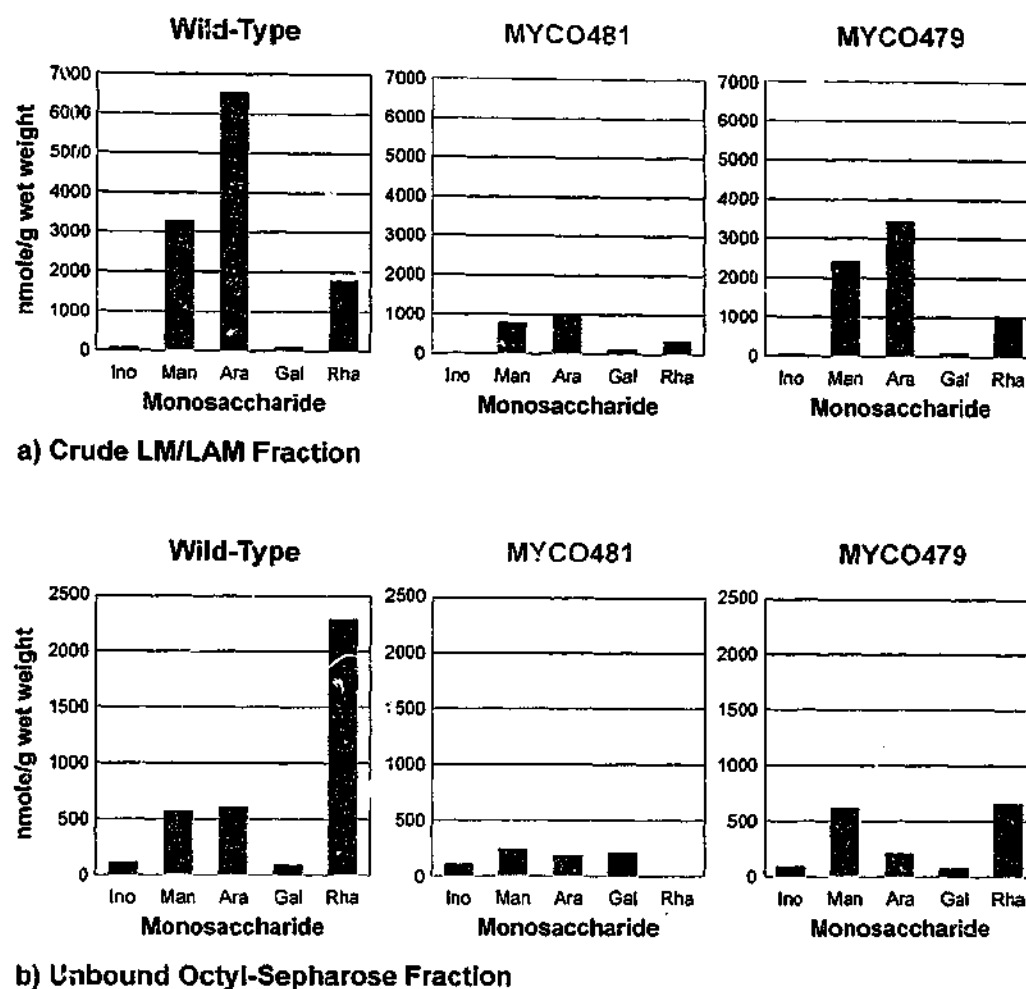 Wild-Type MYCO481 MYCO479
7000 7000 7000
6000 6000 6000
5000 5000 5000
4000 4000 4000
3000 3000 3000
2000 2000 2000
1000 1000 1000
0 0 0
nmole/g wet weight
Ino Man Ara Gal Rha Ino Man Ara Gal Rha Ino Man Ara Gal Rha
Monosaccharide Monosaccharide Monosaccharide
a) Crude LM/LAM Fraction
Wild-Type MYCO481 MYCO479
2500 2500 2500
2000 2000 2000
1500 1500 1500
1000 1000 1000
500 500 500
0 0 0
nmole/g wet weight
Ino Man Ara Gal Rha Ino Man Ara Gal Rha Ino Man Ara Gal Rha
Monosaccharide Monosaccharide Monosaccharide
b) Unbound Octyl-Sepharose Fraction